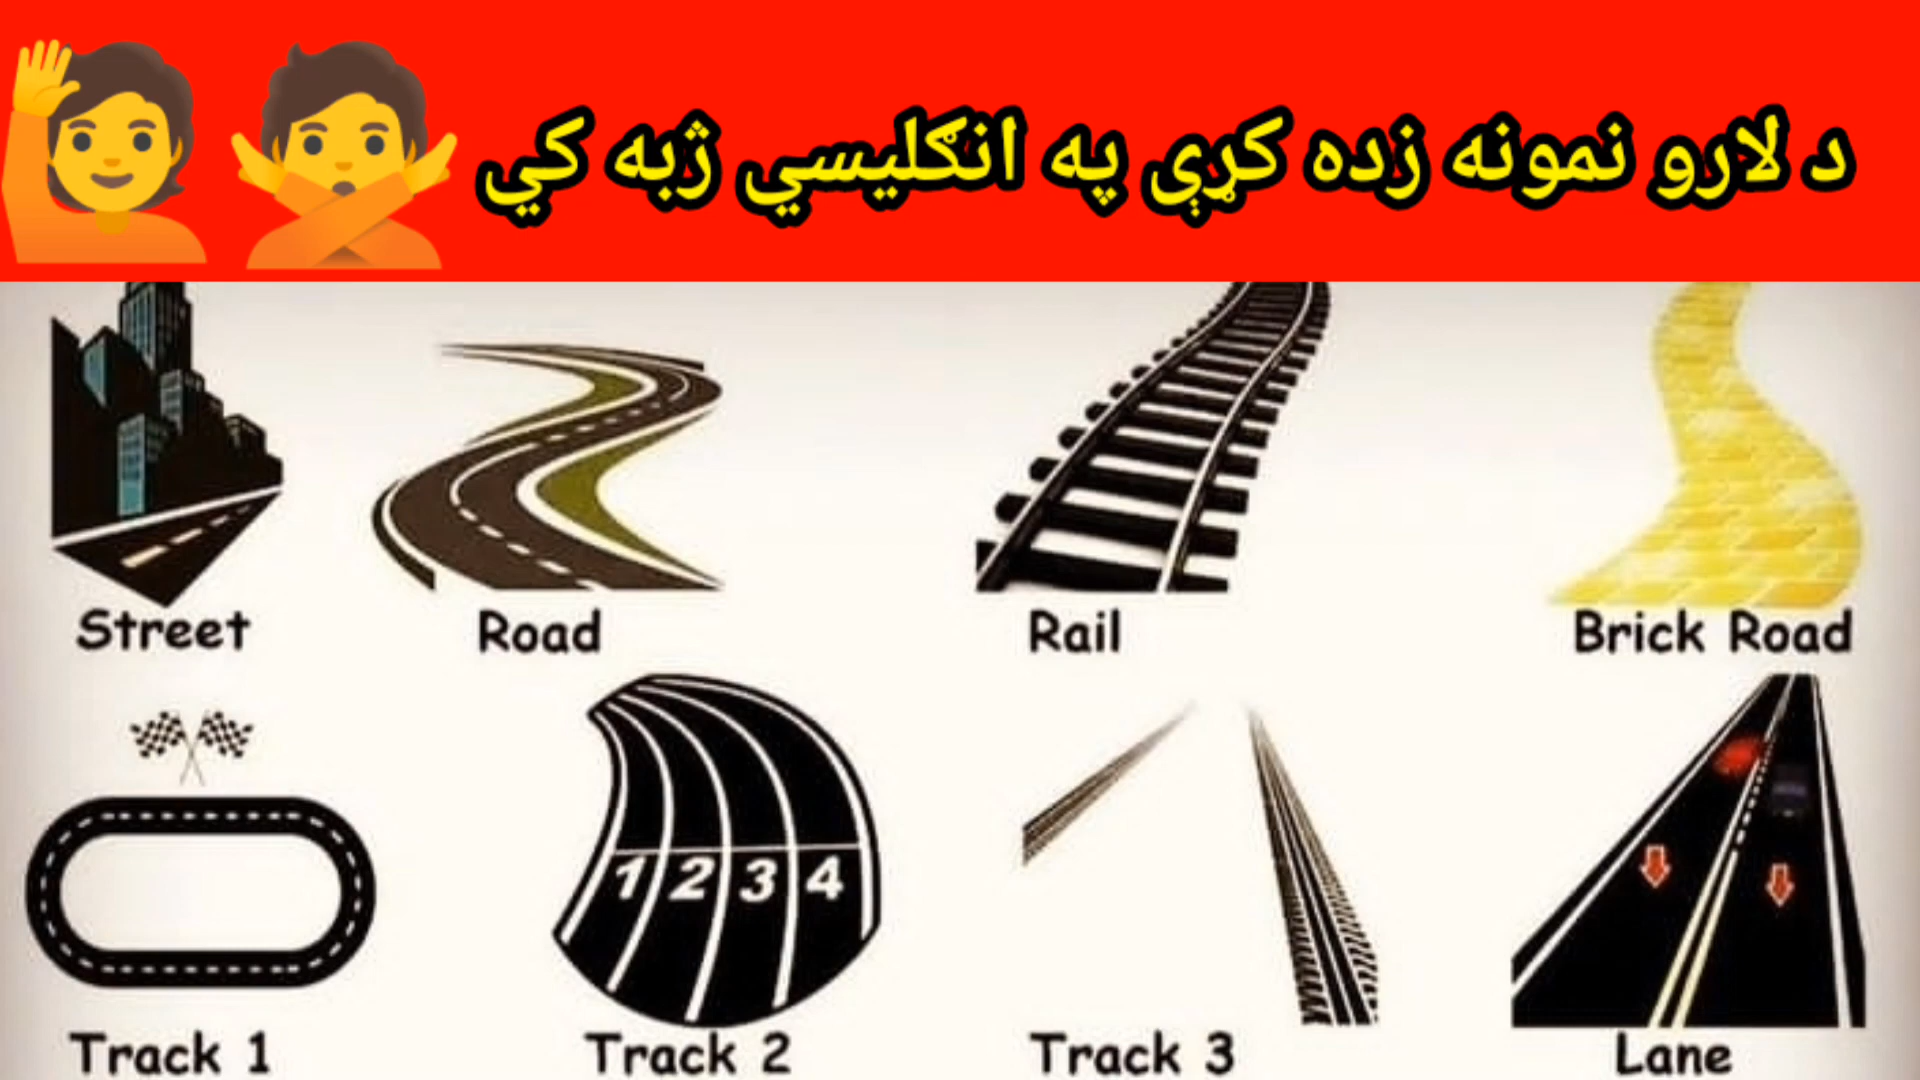 د لارو نمونه زده کړې په انګلیسي ژبه کي
Street
Road
Rail
Brick Road
1 2 3 4
Track 1
Track 2
Track 3
Lane